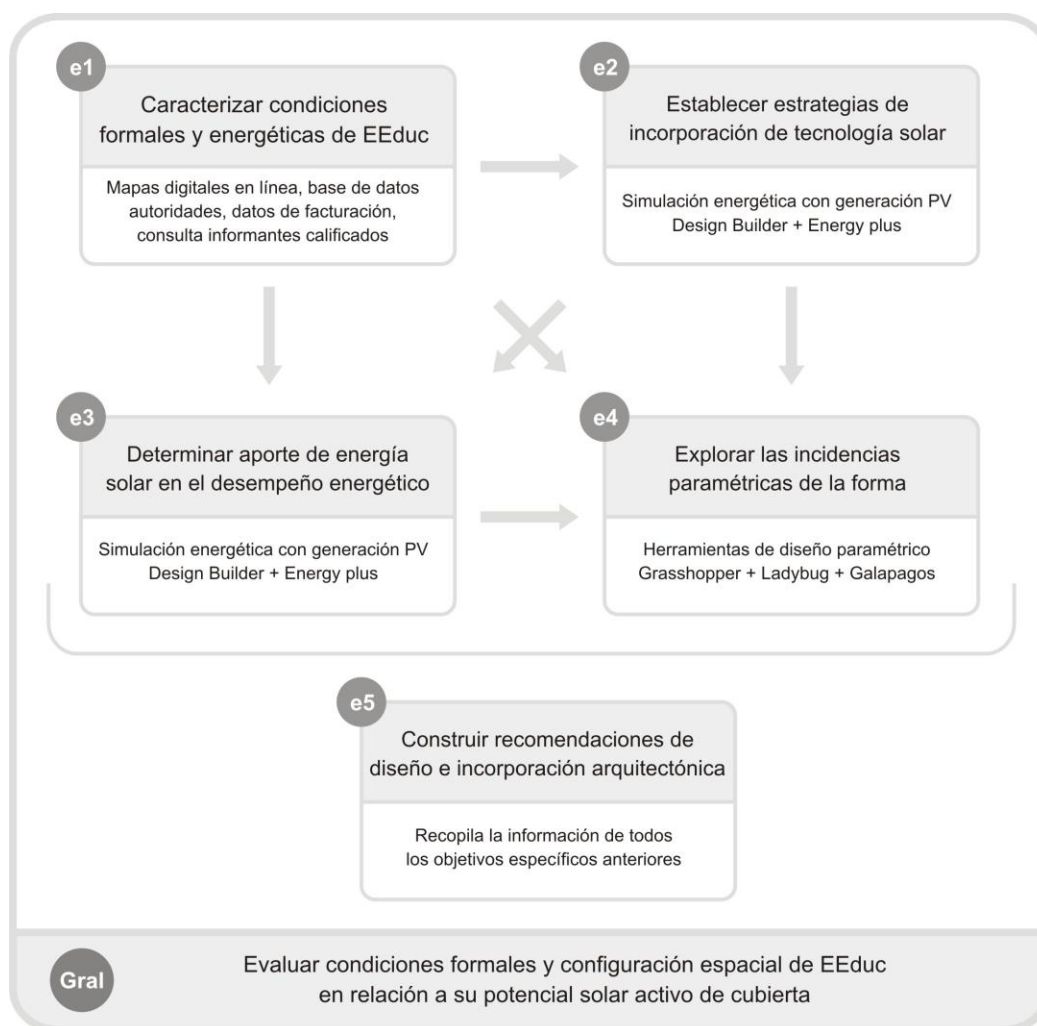 e1
Caracterizar condiciones
formales y energéticas de EEduc
Mapas digitales en línea, base de datos
autoridades, datos de facturación,
consulta informantes calificados
e2
Establecer estrategias de
incorporación de tecnología solar
Simulación energética con generación PV
Design Builder + Energy plus
e3
Determinar aporte de energía
solar en el desempeño energético
Simulación energética con generación PV
Design Builder + Energy plus
e4
Explorar las incidencias
paramétricas de la forma
Herramientas de diseño paramétrico
Grasshopper + Ladybug + Galapagos
e5
Construir recomendaciones de
diseño e incorporación arquitectónica
Recopila la información de todos
los objetivos específicos anteriores
Gral
Evaluar condiciones formales y configuración espacial de EEduc
en relación a su potencial solar activo de cubierta